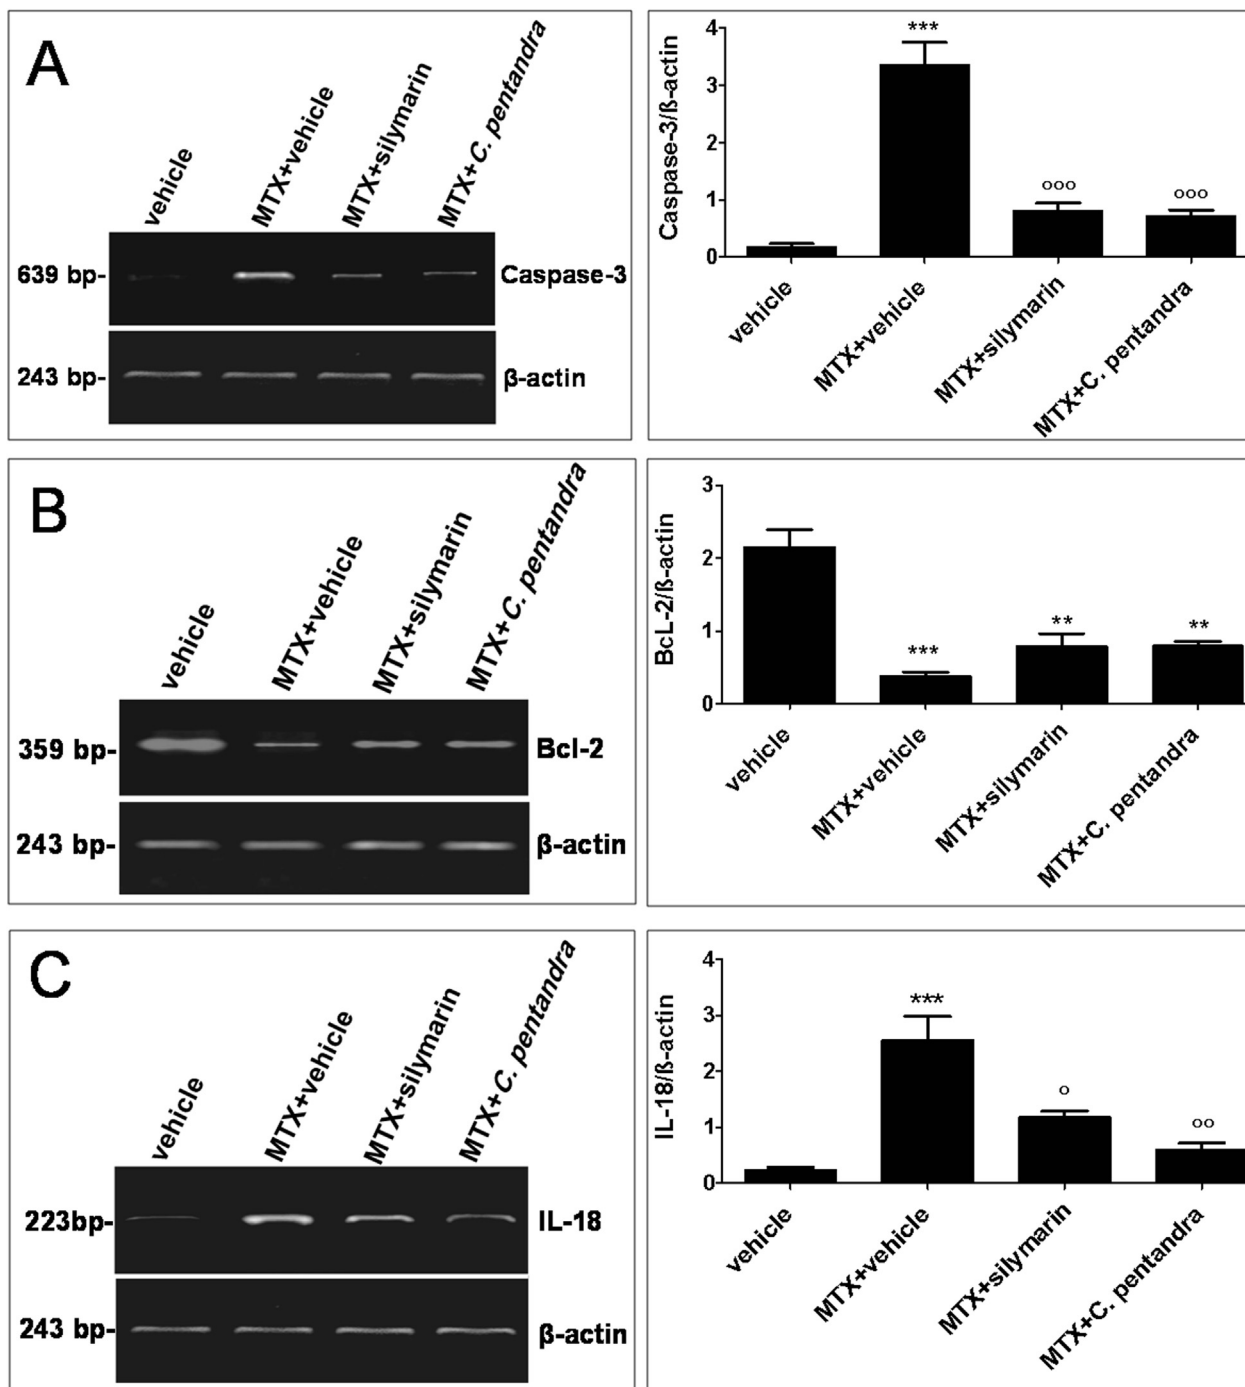 A
vehicle
MTX+vehicle
MTX+silymarin
MTX+C. pentandra
639 bp-
Caspase-3
243 bp-
β-actin
Caspase-3/ß-actin
4
3
2
1
0
***
ooo
ooo
vehicle
MTX+vehicle
MTX+silymarin
MTX+C. pentandra
B
vehicle
MTX+vehicle
MTX+silymarin
MTX+C. pentandra
359 bp-
Bcl-2
243 bp-
β-actin
BcL-2/ß-actin
3
2
1
0
***
**
**
vehicle
MTX+vehicle
MTX+silymarin
MTX+C. pentandra
C
vehicle
MTX+vehicle
MTX+silymarin
MTX+C. pentandra
223bp-
IL-18
243 bp-
β-actin
IL-18/ß-actin
4
3
2
1
0
***
o
oo
vehicle
MTX+vehicle
MTX+silymarin
MTX+C. pentandra